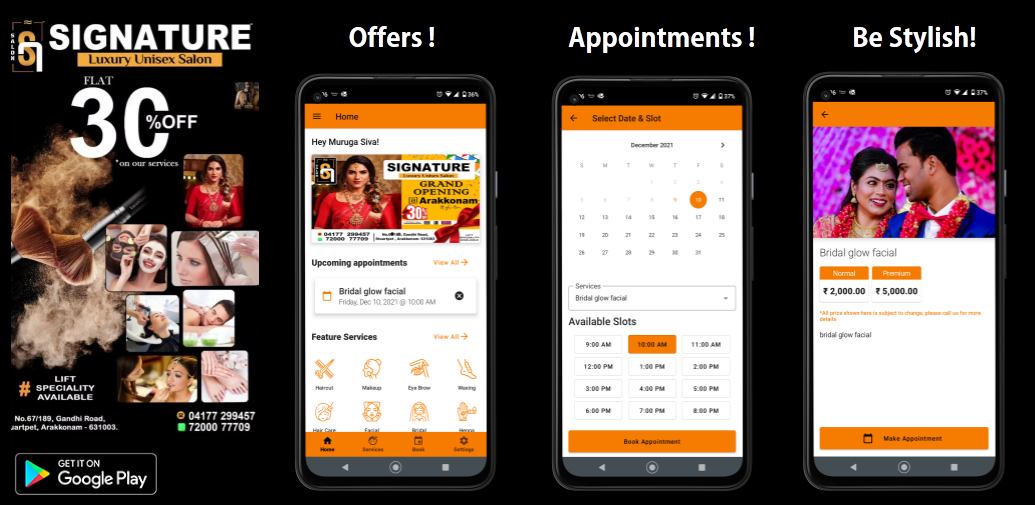 SALON
SIGNATURE
Luxury Unisex Salon
FLAT
30%OFF
*on our services
# LIFT
SPECIALITY
AVAILABLE
No.67/189, Gandhi Road,
uvartpet, Arakkonam - 631003.
04177 299457
72000 77709
GET IT ON
Google Play
Offers !
36%
Home
Hey Muruga Siva!
SIGNATURE
Luxury Unisex Salon
GRAND
OPENING
@ Arakkonam
30%
04177 299457
72000 77709
Upcoming appointments
View All
Bridal glow facial
Friday, Dec 10, 2021 @ 10:08 AM
Feature Services
View All
Haircut Makeup Eye Brow Waxing
Hair Care Facial Bridal Henna
Home Services Book Settings
Appointments !
37%
Select Date & Slot
December 2021
S M T W T F S
1 2 3 4
5 6 7 8 9 10 11
12 13 14 15 16 17 18
19 20 21 22 23 24 25
26 27 28 29 30 31
Services
Bridal glow facial
Available Slots
9:00 AM 10:00 AM 11:00 AM
12:00 PM 1:00 PM 2:00 PM
3:00 PM 4:00 PM 5:00 PM
6:00 PM 7:00 PM 8:00 PM
Book Appointment
Be Stylish!
37%
Bridal glow facial
Normal Premium
₹ 2,000.00 ₹ 5,000.00
*All price shown here is subject to change, please call us for more
details
bridal glow facial
Make Appointment